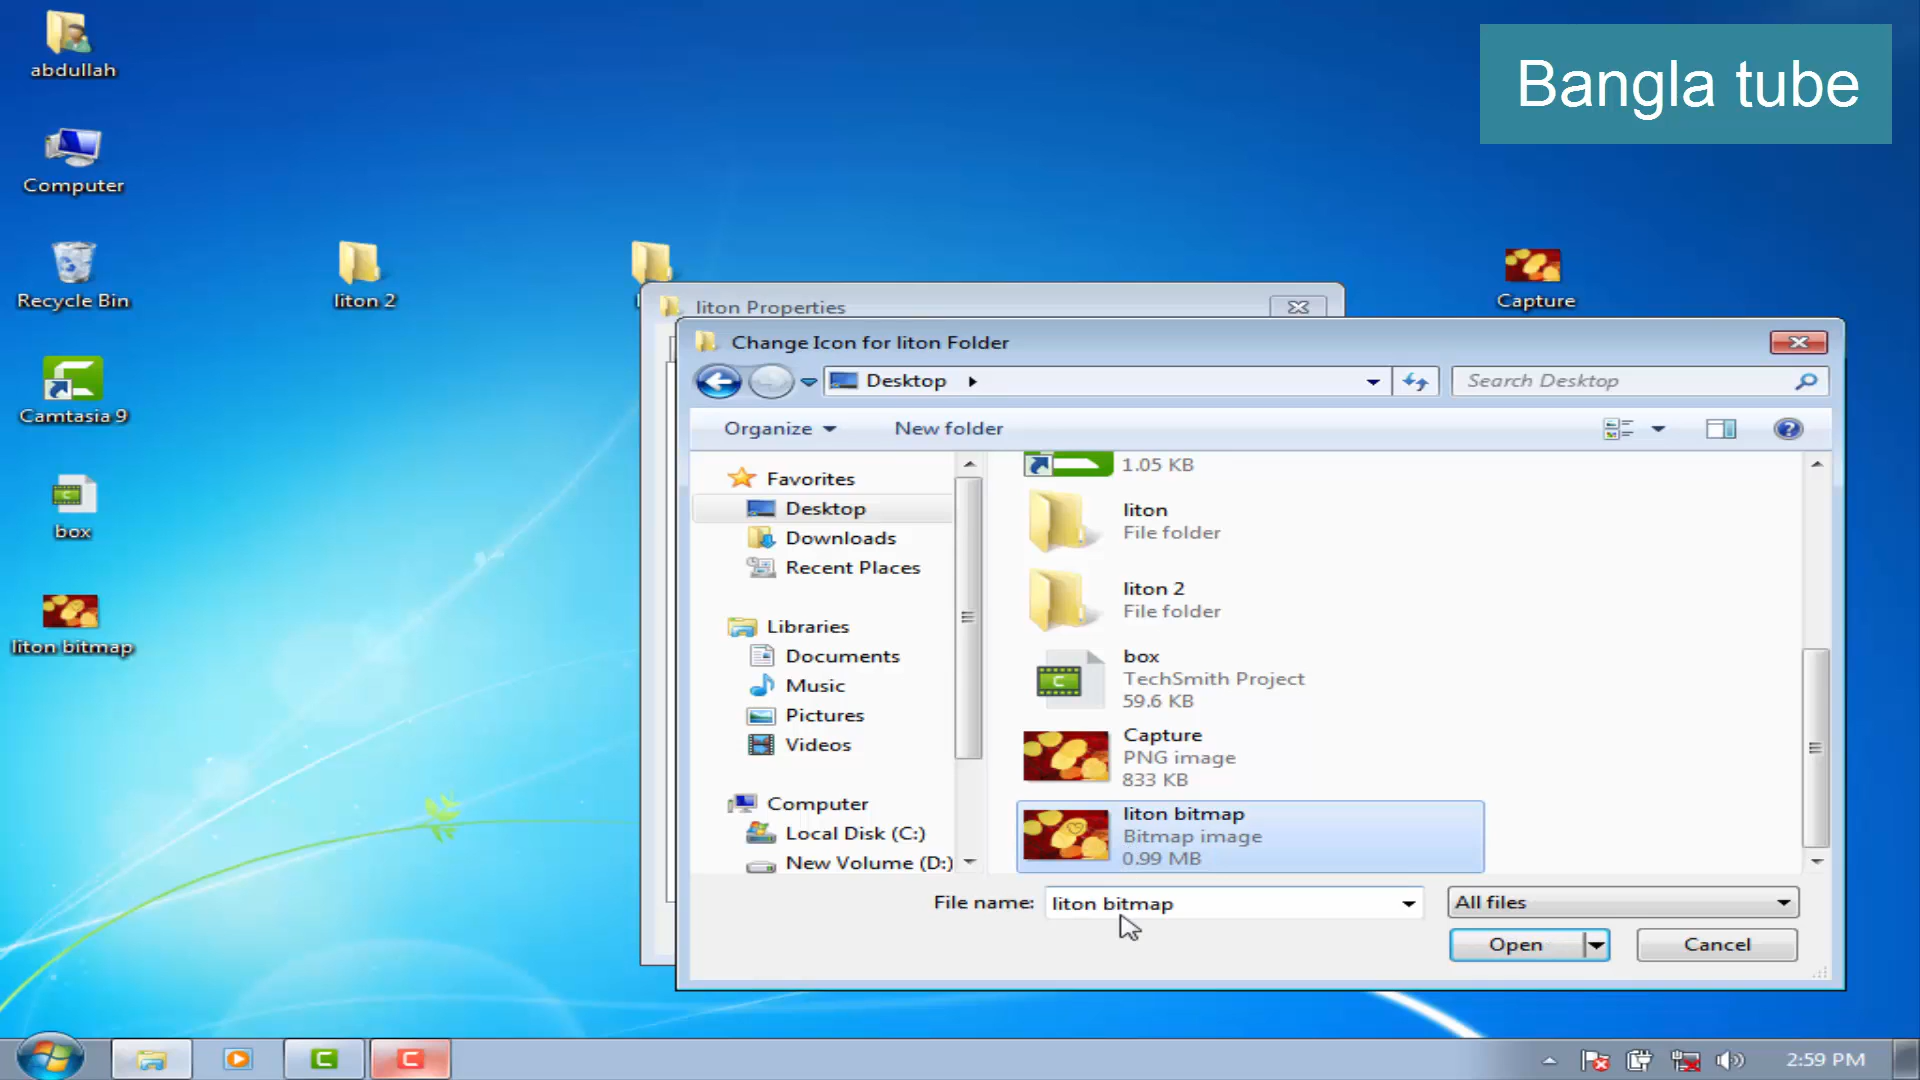 abdullah
Bangla tube
Computer
Recycle Bin
liton 2
Capture
Camtasia 9
box
liton bitmap
liton Properties
Change Icon for liton Folder
Desktop
Search Desktop
Organize
New folder
Favorites
Desktop
Downloads
Recent Places
Libraries
Documents
Music
Pictures
Videos
Computer
Local Disk (C:)
New Volume (D:)
1.05 KB
liton
File folder
liton 2
File folder
box
TechSmith Project
59.6 KB
Capture
PNG image
833 KB
liton bitmap
Bitmap image
0.99 MB
File name: liton bitmap
All files
Open
Cancel
2:59 PM